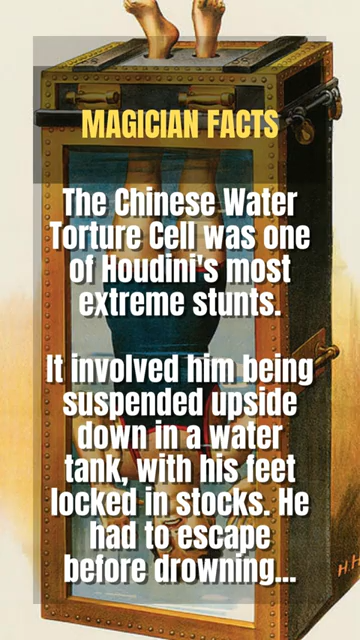 MAGICIAN FACTS
The Chinese Water
Torture Cell was one
of Houdini's most
extreme stunts.
It involved him being
suspended upside
down in a water
tank, with his feet
locked in stocks. He
had to escape
before drowning...
H.H